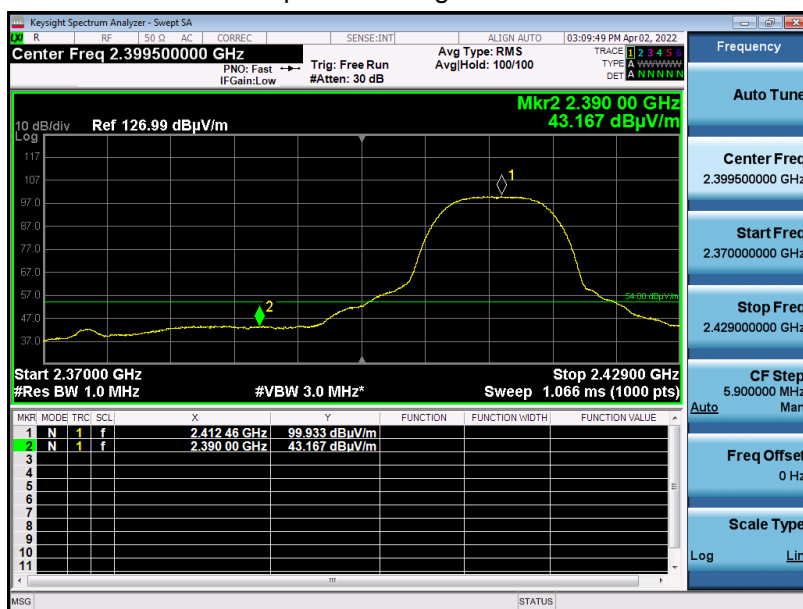 Keysight Spectrum Analyzer - Swept SA
LXI R RF 50 Ω AC CORREC SENSE:INT ALIGN AUTO 03:09:49 PM Apr 02, 2022
Center Freq 2.399500000 GHz
PNO: Fast
IFGain:Low
Trig: Free Run
#Atten: 30 dB
Avg Type: RMS
Avg|Hold: 100/100
TRACE 1 2 3 4 5 6
TYPE A WWWWW
DET A N N N N N
Frequency
Mkr2 2.390 00 GHz
43.167 dBµV/m
10 dB/div Ref 126.99 dBµV/m
Log
117
107
97.0
87.0
77.0
67.0
57.0
47.0
37.0
1
2
54.00 dBµV/m
Start 2.37000 GHz Stop 2.42900 GHz
#Res BW 1.0 MHz #VBW 3.0 MHz* Sweep 1.066 ms (1000 pts)
MKR MODE TRC SCL X Y FUNCTION FUNCTION WIDTH FUNCTION VALUE
1 N 1 f 2.412 46 GHz 99.933 dBµV/m
2 N 1 f 2.390 00 GHz 43.167 dBµV/m
3
4
5
6
7
8
9
10
11
Auto Tune
Center Freq
2.399500000 GHz
Start Freq
2.370000000 GHz
Stop Freq
2.429000000 GHz
CF Step
5.900000 MHz
Auto Man
Freq Offset
0 Hz
Scale Type
Log Lin
MSG STATUS